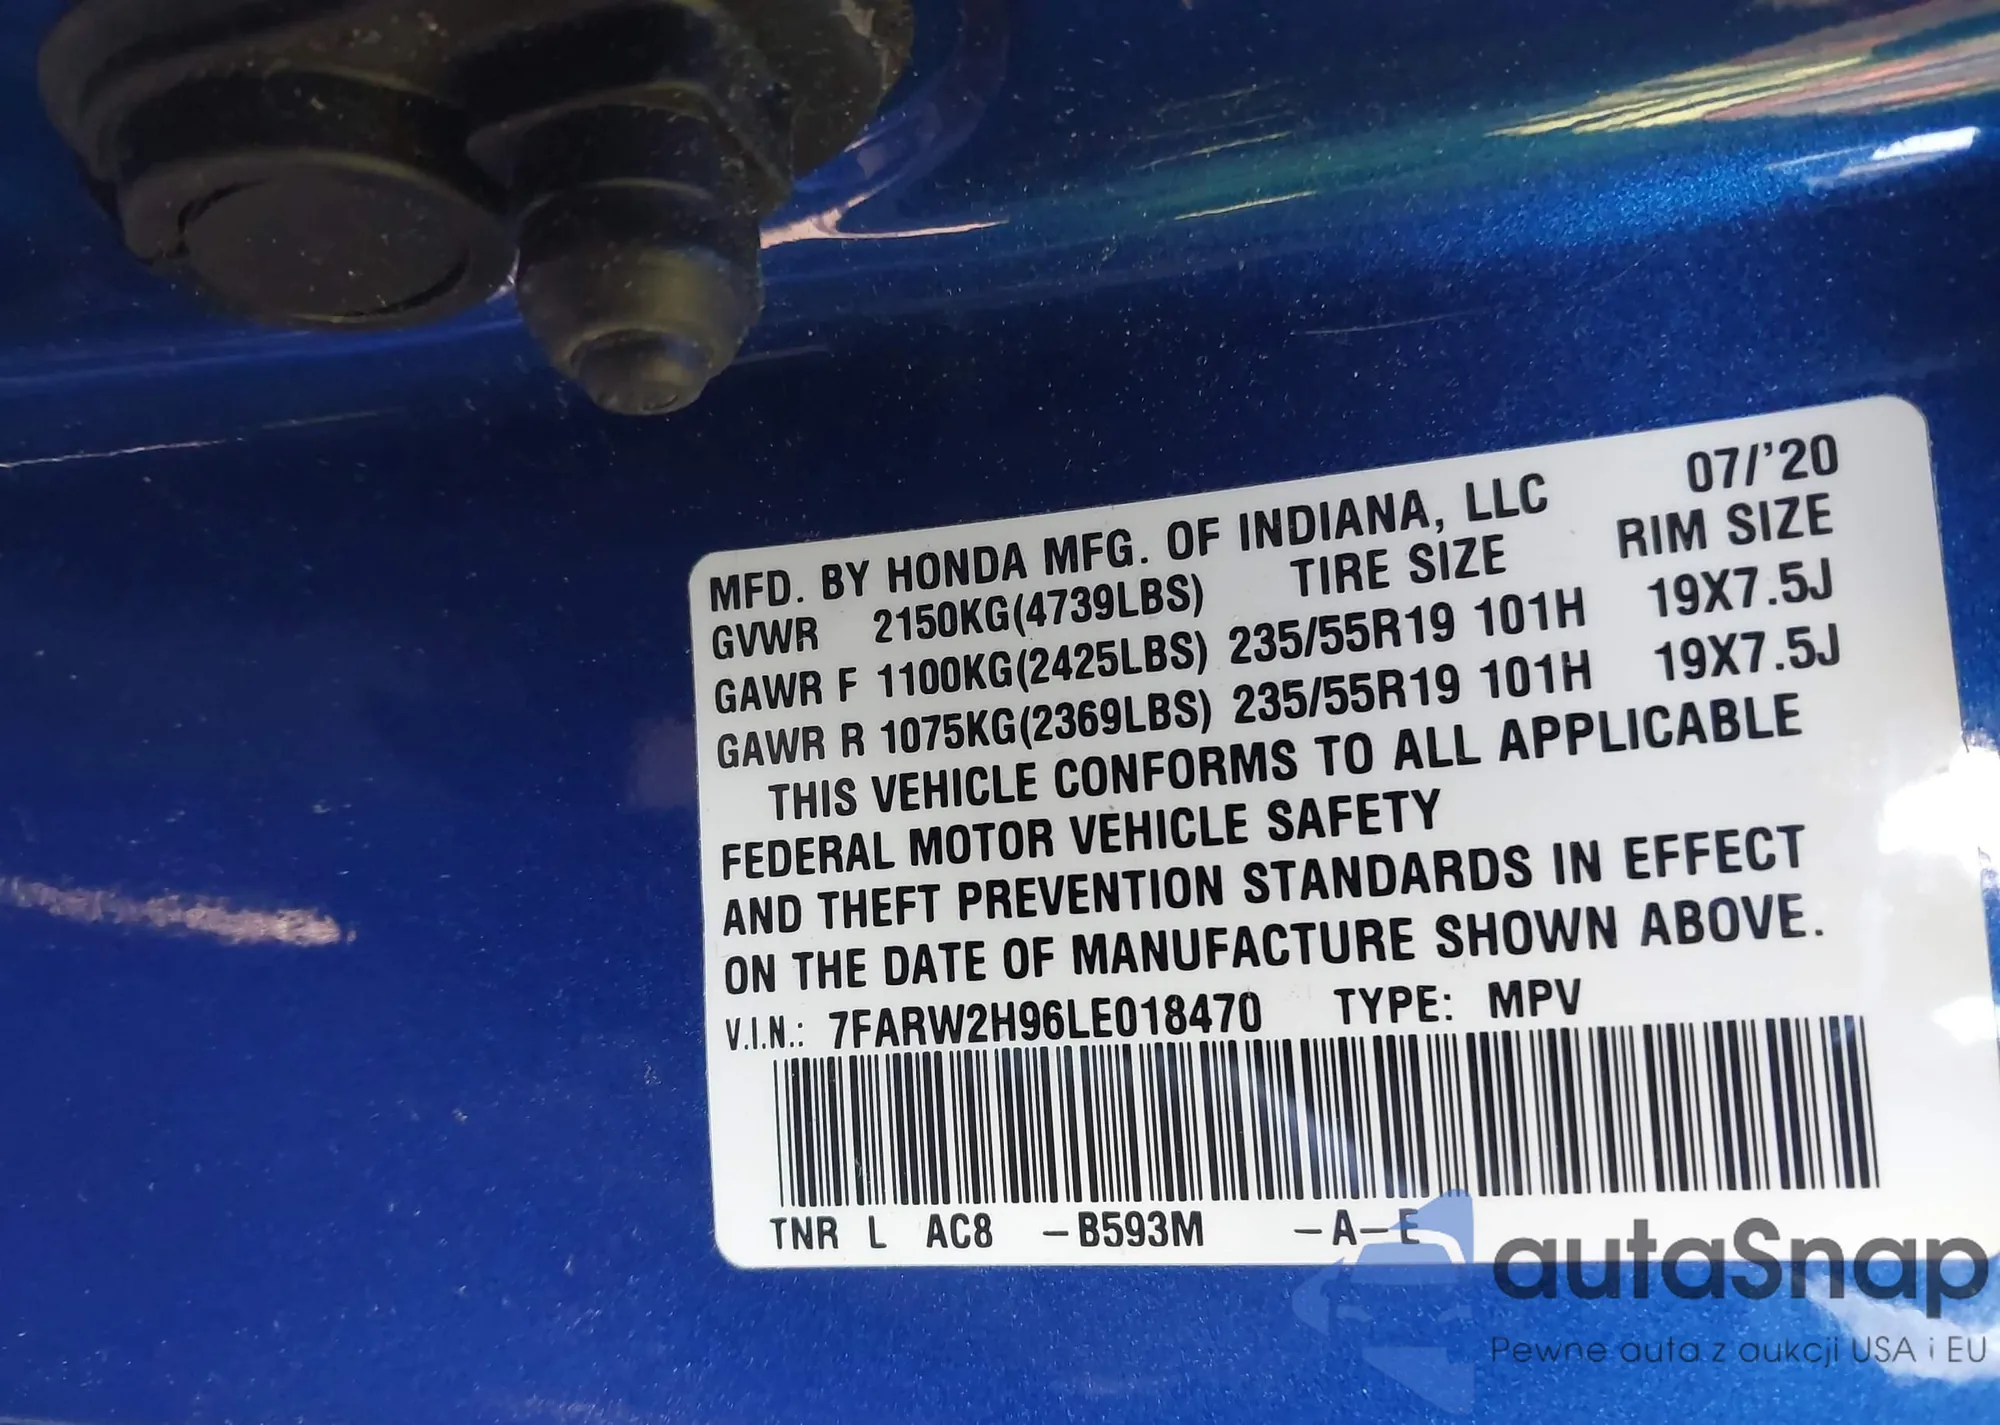 MFD. BY HONDA MFG. OF INDIANA, LLC 07/'20
GVWR 2150KG(4739LBS) TIRE SIZE RIM SIZE
GAWR F 1100KG(2425LBS) 235/55R19 101H 19X7.5J
GAWR R 1075KG(2369LBS) 235/55R19 101H 19X7.5J
THIS VEHICLE CONFORMS TO ALL APPLICABLE
FEDERAL MOTOR VEHICLE SAFETY
AND THEFT PREVENTION STANDARDS IN EFFECT
ON THE DATE OF MANUFACTURE SHOWN ABOVE.
V.I.N.: 7FARW2H96LE018470 TYPE: MPV
TNR L AC8 -B593M -A-E
autaSnap
Pewne auta z aukcji USA i EU